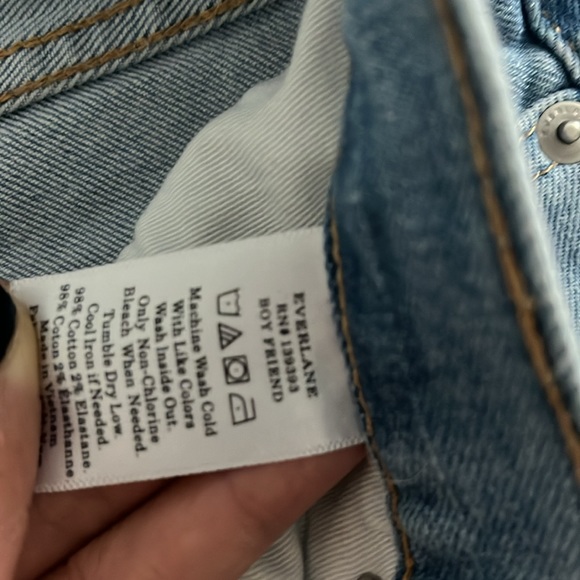 EVERLANE
RN# 139393
BOY FRIEND
Machine Wash Cold
With Like Colors
Wash Inside Out.
Only Non-Chlorine
Bleach When Needed.
Tumble Dry Low.
Cool Iron if Needed.
98% Cotton 2% Elastane.
98% Coton 2% Élasthanne
Made in Vietnam.